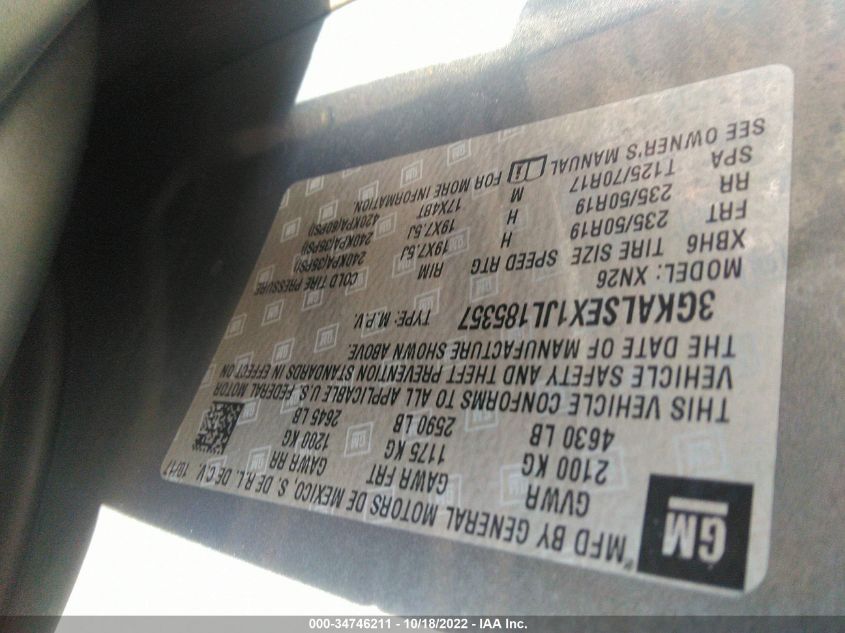 GM
*MFD BY GENERAL MOTORS DE MEXICO, S. DE R.L. DE C.V. 10/17
GVWR GAWR FRT GAWR RR
2100 KG 1175 KG 1200 KG
4630 LB 2590 LB 2645 LB
THIS VEHICLE CONFORMS TO ALL APPLICABLE U.S. FEDERAL MOTOR
VEHICLE SAFETY AND THEFT PREVENTION STANDARDS IN EFFECT ON
THE DATE OF MANUFACTURE SHOWN ABOVE.
3GKALSEX1JL185357 TYPE: M.P.V.
MODEL: XN26
XBH6 TIRE SIZE SPEED RTG RIM COLD TIRE PRESSURE
FRT 235/50R19 H 19X7.5J 240KPA(35PSI)
RR 235/50R19 H 19X7.5J 240KPA(35PSI)
SPA T125/70R17 M 17X4BT 420KPA(60PSI)
SEE OWNER'S MANUAL FOR MORE INFORMATION.
000-34746211 - 10/18/2022 - IAA Inc.